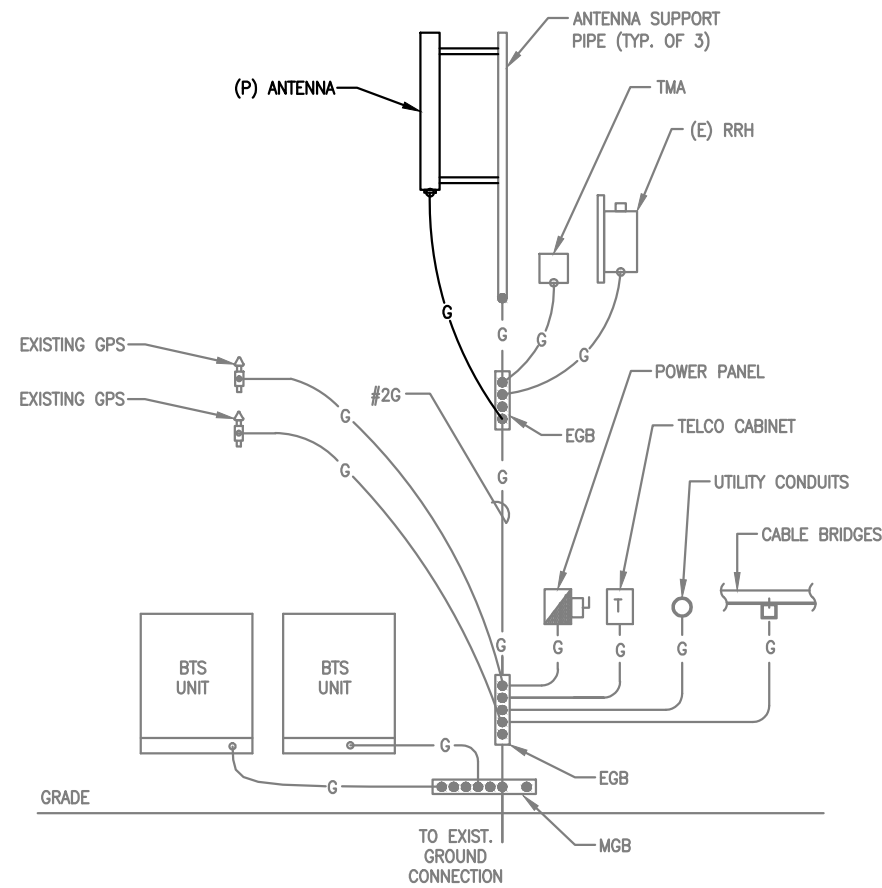 ANTENNA SUPPORT
PIPE (TYP. OF 3)
(P) ANTENNA
TMA
(E) RRH
G
G
G
G
EXISTING GPS
EXISTING GPS
#2G
POWER PANEL
EGB
TELCO CABINET
G
G
G
UTILITY CONDUITS
CABLE BRIDGES
T
G
G
G
G
G
BTS
UNIT
BTS
UNIT
G
EGB
G
GRADE
MGB
TO EXIST.
GROUND
CONNECTION